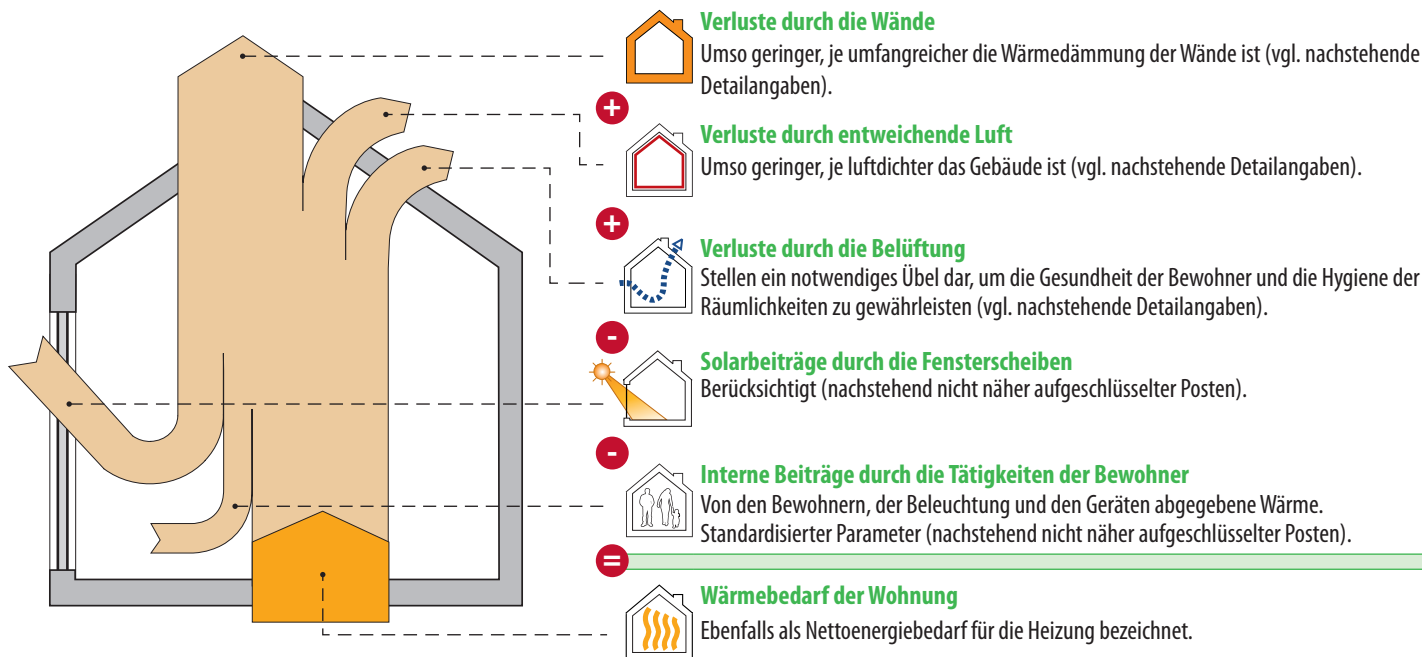 Verluste durch die Wände
Umso geringer, je umfangreicher die Wärmedämmung der Wände ist (vgl. nachstehende
Detailangaben).
+
Verluste durch entweichende Luft
Umso geringer, je luftdichter das Gebäude ist (vgl. nachstehende Detailangaben).
+
Verluste durch die Belüftung
Stellen ein notwendiges Übel dar, um die Gesundheit der Bewohner und die Hygiene der
Räumlichkeiten zu gewährleisten (vgl. nachstehende Detailangaben).
-
Solarbeiträge durch die Fensterscheiben
Berücksichtigt (nachstehend nicht näher aufgeschlüsselter Posten).
-
Interne Beiträge durch die Tätigkeiten der Bewohner
Von den Bewohnern, der Beleuchtung und den Geräten abgegebene Wärme.
Standardisierter Parameter (nachstehend nicht näher aufgeschlüsselter Posten).
=
Wärmebedarf der Wohnung
Ebenfalls als Nettoenergiebedarf für die Heizung bezeichnet.